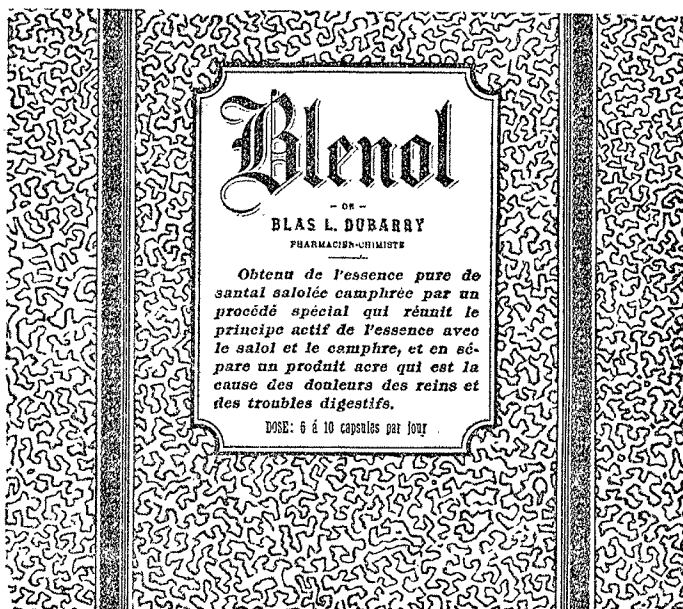 Blenol
- DE -
BLAS L. DUBARRY
PHARMACIEN-CHIMISTE
Obtenu de l'essence pure de
santal salolée camphrée par un
procédé spécial qui réunit le
principe actif de l'essence avec
le salol et le camphre, et en sé-
pare un produit acre qui est la
cause des douleurs des reins et
des troubles digestifs.
DOSE: 6 á 10 capsules par jour